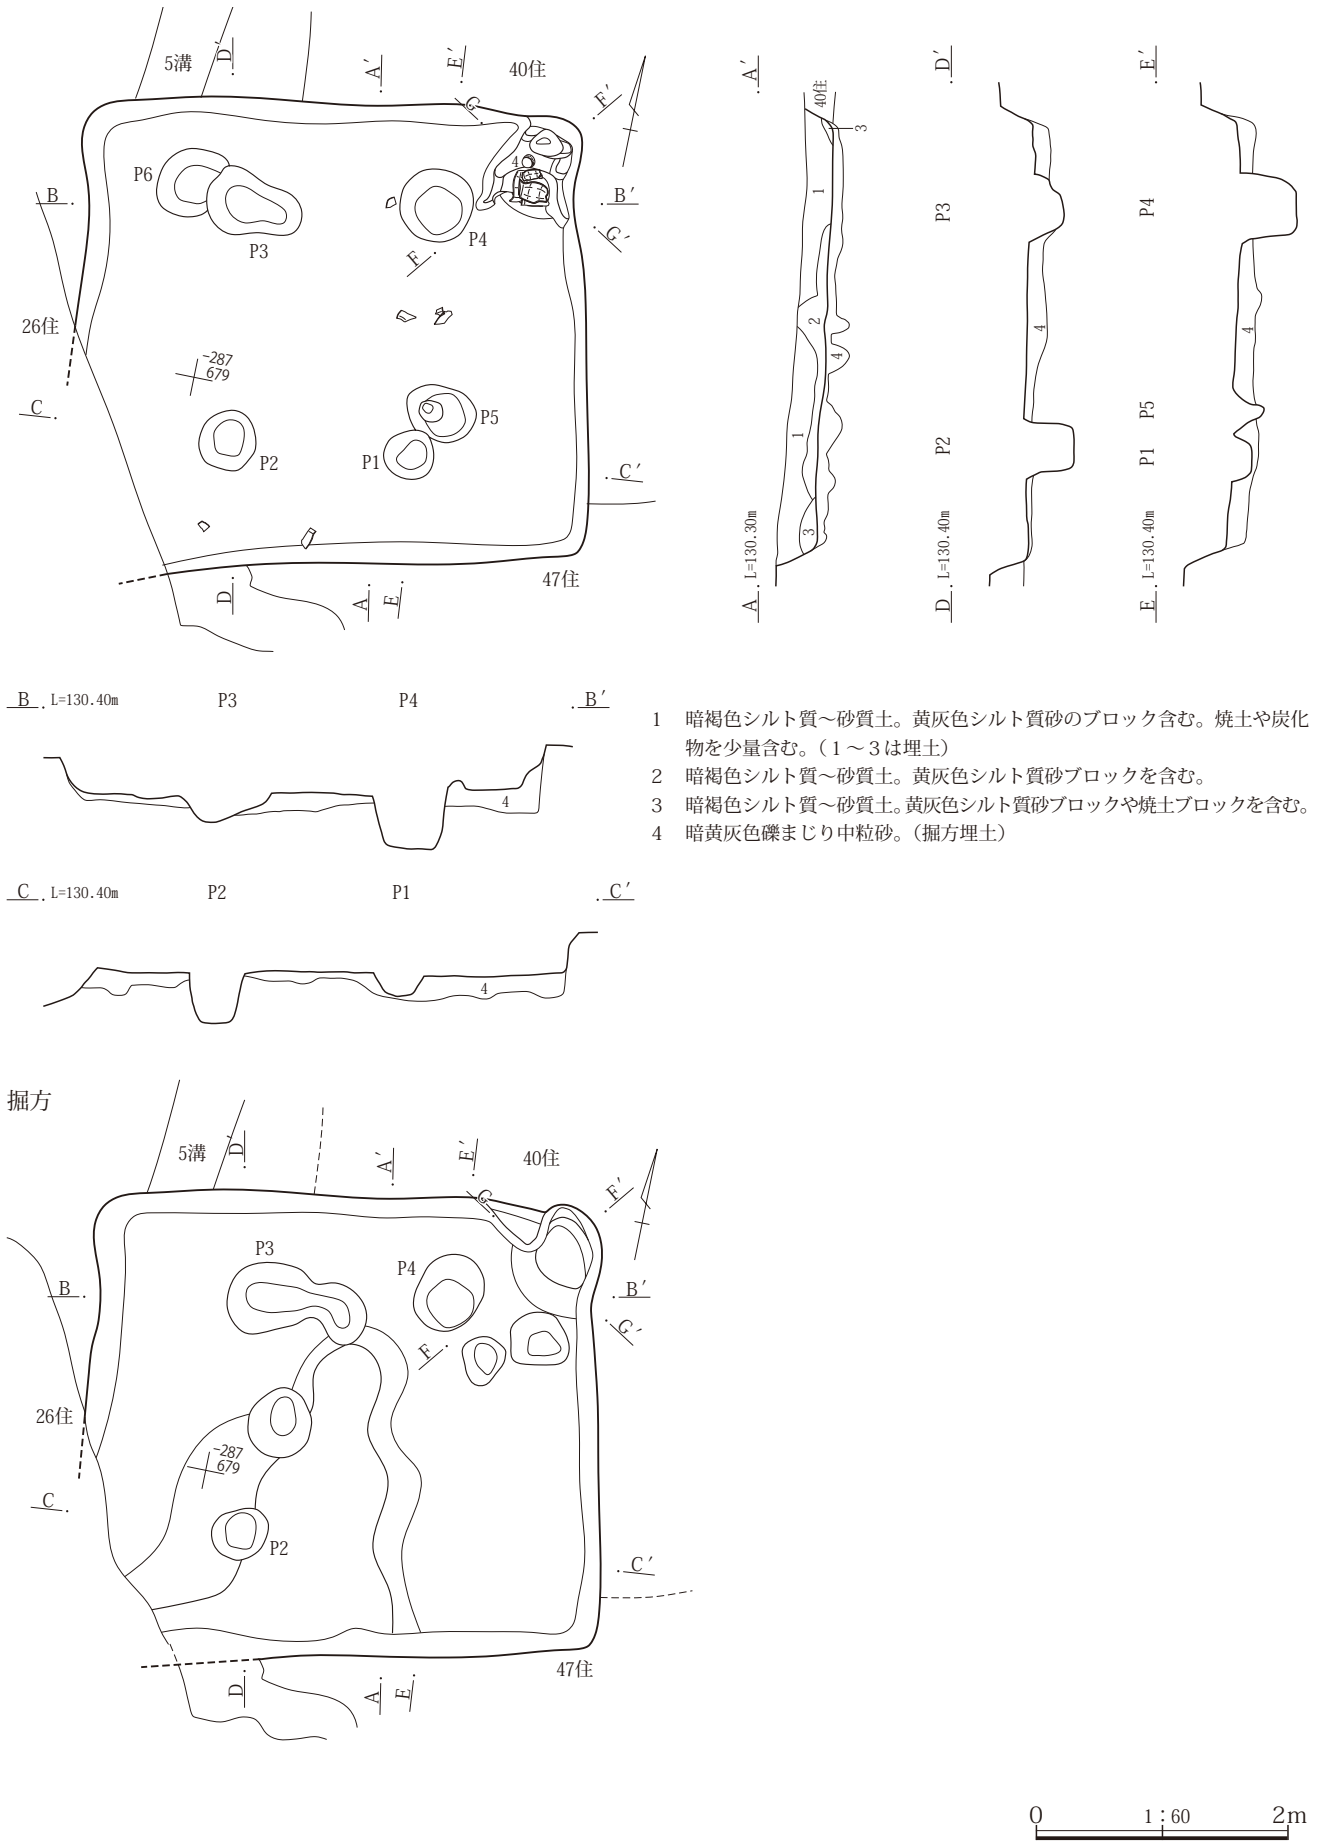 5溝
D′
A′
E′
40住
G
F′
P6
4
B
B′
P3
P4
G′
F
26住
-287
679
C
P5
P2
P1
C′
47住
D
A
E
A′
40住
3
1
2
4
1
3
L=130.30m
A
D′
P3
4
P2
L=130.40m
D
E′
P4
4
P5
P1
L=130.40m
E
B L=130.40m P3 P4 B′
4
C L=130.40m P2 P1 C′
4
1 暗褐色シルト質～砂質土。黄灰色シルト質砂のブロック含む。焼土や炭化
物を少量含む。（１～３は埋土）
2 暗褐色シルト質～砂質土。黄灰色シルト質砂ブロックを含む。
3 暗褐色シルト質～砂質土。黄灰色シルト質砂ブロックや焼土ブロックを含む。
4 暗黄灰色礫まじり中粒砂。（掘方埋土）
掘方
5溝
D′
A′
E′
40住
G
F′
P3
P4
B
B′
G′
F
26住
-287
679
C
P2
C′
47住
D
A
E
0 1：60 2m